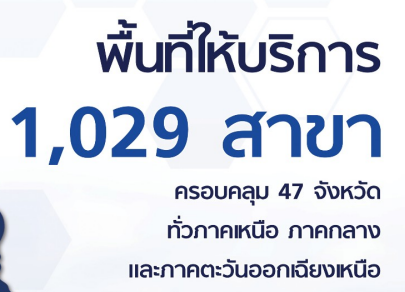 พื้นที่ให้บริการ
1,029 สาขา
ครอบคลุม 47 จังหวัด
ทั่วภาคเหนือ ภาคกลาง
และภาคตะวันออกเฉียงเหนือ